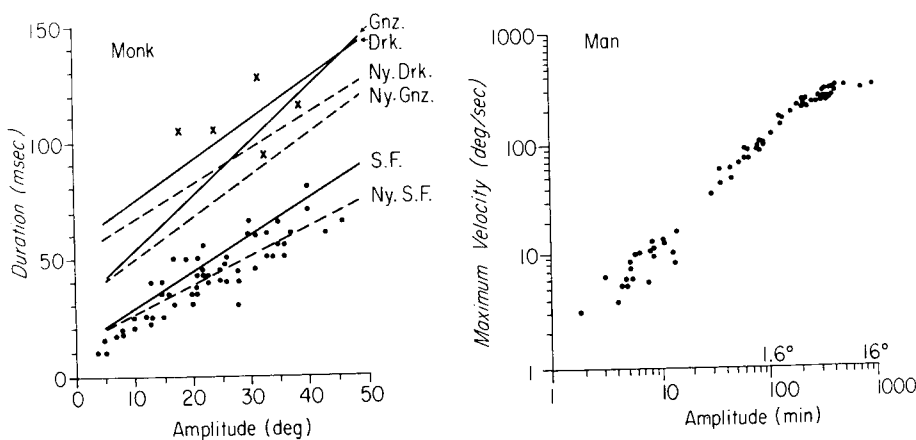 150
100
50
0
Duration (msec)
Monk
Gnz.
Drk.
Ny. Drk.
Ny. Gnz.
S.F.
Ny. S.F.
0
10
20
30
40
50
Amplitude (deg)
1000
100
10
1
Maximum Velocity (deg/sec)
Man
1.6°
16°
1
10
100
1000
Amplitude (min)